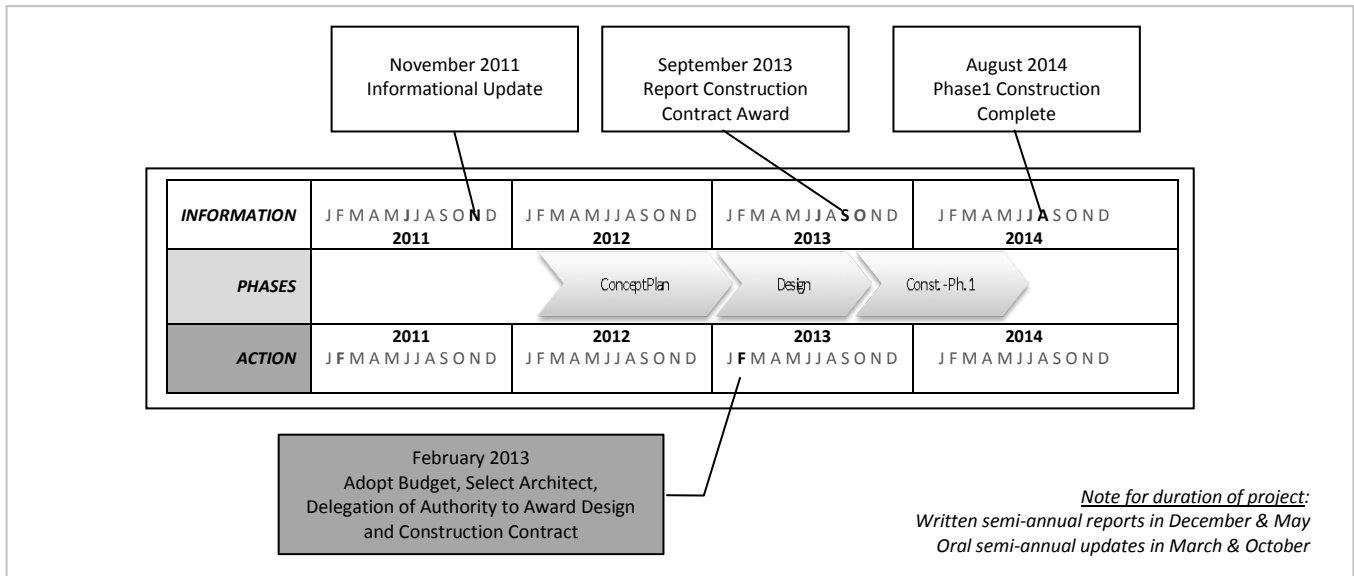 November 2011
Informational Update
September 2013
Report Construction
Contract Award
August 2014
Phase1 Construction
Complete
INFORMATION
J F M A M J J A S O N D
2011
J F M A M J J A S O N D
2012
J F M A M J J A S O N D
2013
J F M A M J J A S O N D
2014
PHASES
ConceptPlan
Design
Const.-Ph.1
ACTION
2011
J F M A M J J A S O N D
2012
J F M A M J J A S O N D
2013
J F M A M J J A S O N D
2014
J F M A M J J A S O N D
February 2013
Adopt Budget, Select Architect,
Delegation of Authority to Award Design
and Construction Contract
Note for duration of project:
Written semi-annual reports in December & May
Oral semi-annual updates in March & October